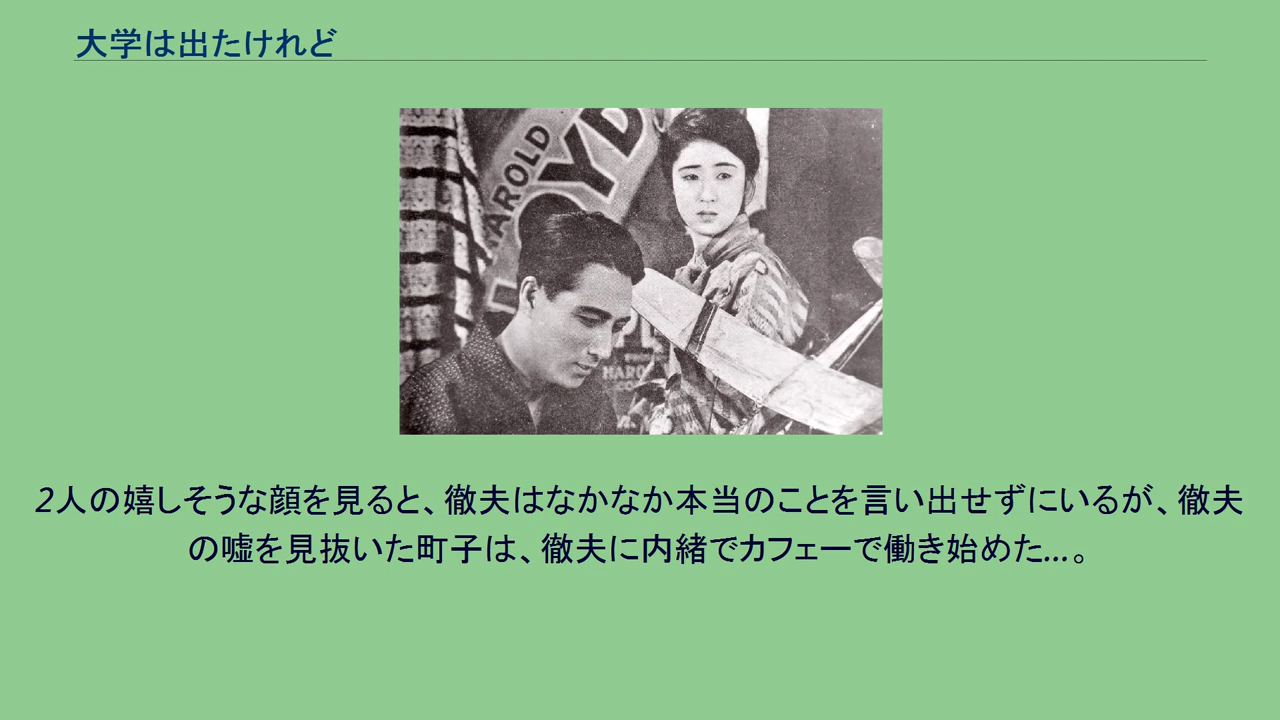 大学は出たけれど
HAROLD
YD
HARO
CO
2人の嬉しそうな顔を見ると、徹夫はなかなか本当のことを言い出せずにいるが、徹夫
の嘘を見抜いた町子は、徹夫に内緒でカフェーで働き始めた…。